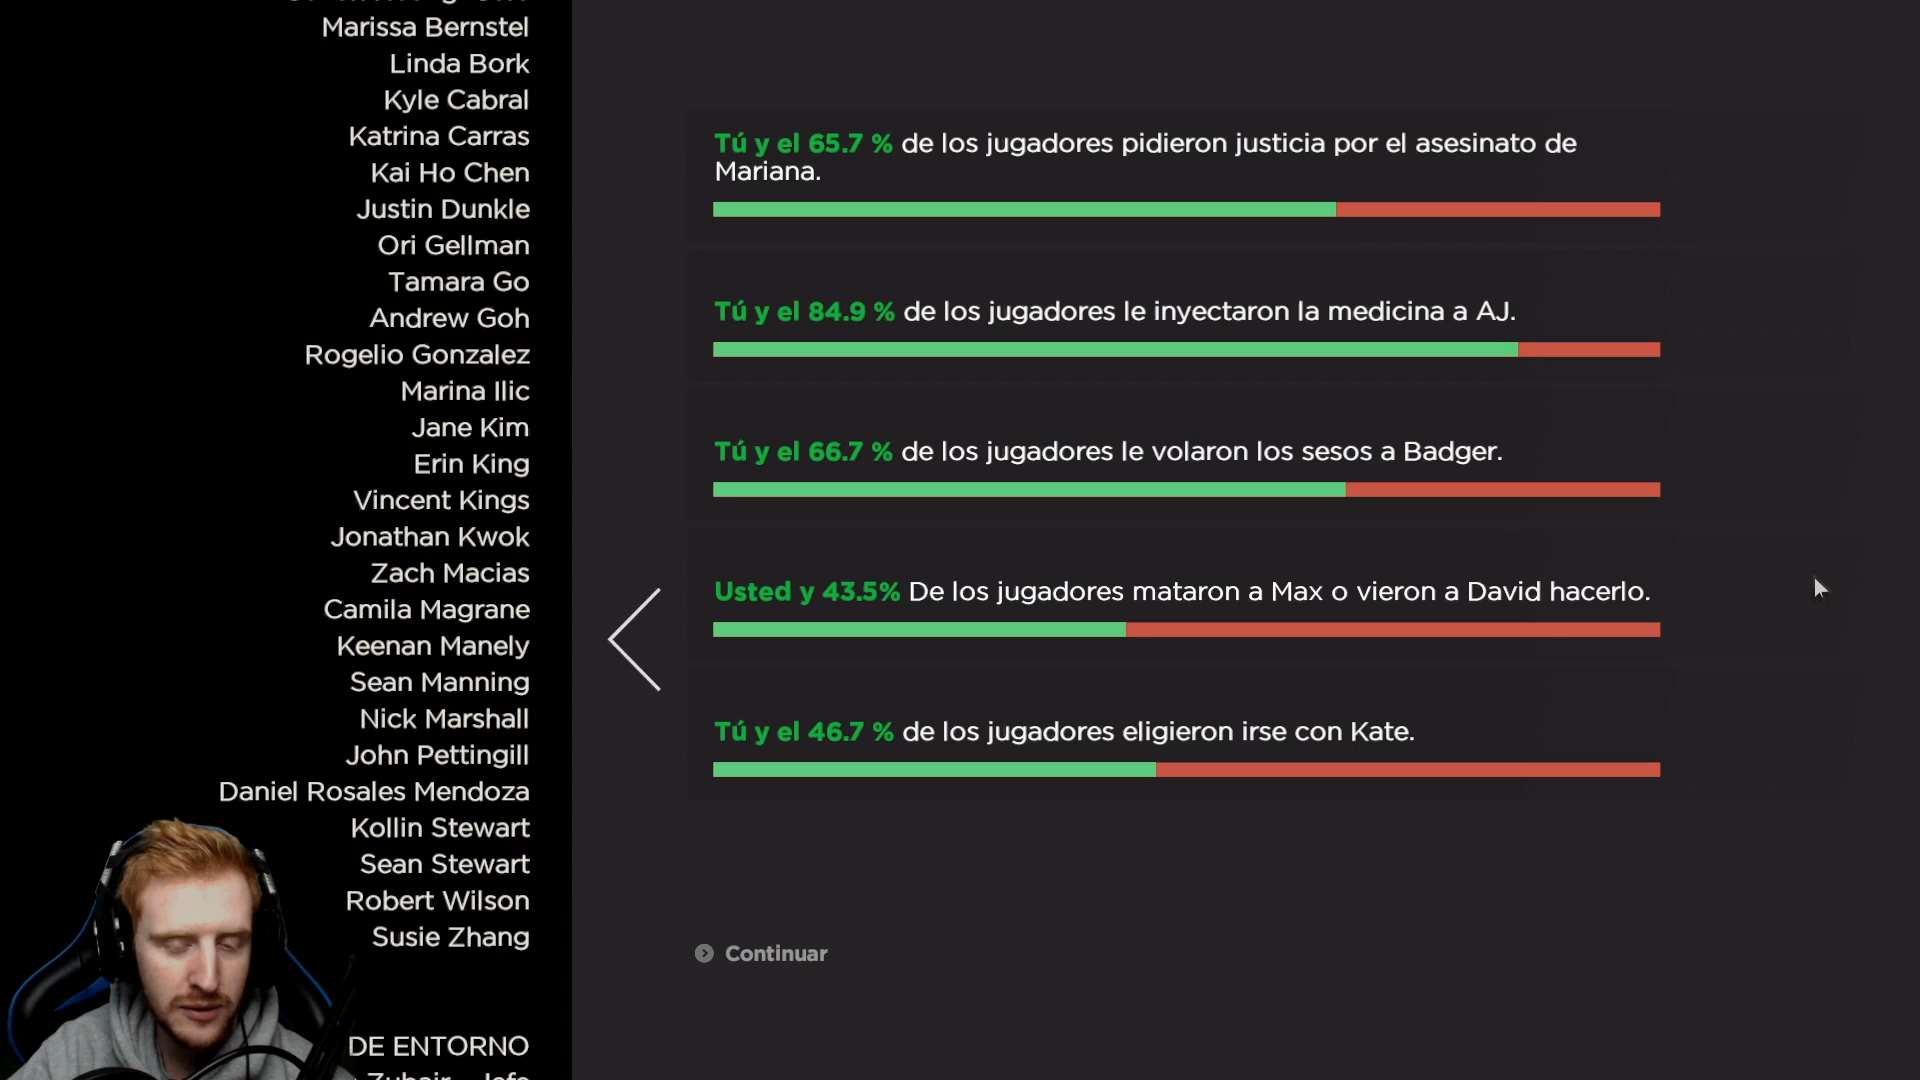 Marissa Bernstel
Linda Bork
Kyle Cabral
Katrina Carras
Kai Ho Chen
Justin Dunkle
Ori Gellman
Tamara Go
Andrew Goh
Rogelio Gonzalez
Marina Ilic
Jane Kim
Erin King
Vincent Kings
Jonathan Kwok
Zach Macias
Camila Magrane
Keenan Manely
Sean Manning
Nick Marshall
John Pettingill
Daniel Rosales Mendoza
Kollin Stewart
Sean Stewart
Robert Wilson
Susie Zhang
DE ENTORNO
Tú y el 65.7 % de los jugadores pidieron justicia por el asesinato de
Mariana.
Tú y el 84.9 % de los jugadores le inyectaron la medicina a AJ.
Tú y el 66.7 % de los jugadores le volaron los sesos a Badger.
Usted y 43.5% De los jugadores mataron a Max o vieron a David hacerlo.
Tú y el 46.7 % de los jugadores eligieron irse con Kate.
Continuar